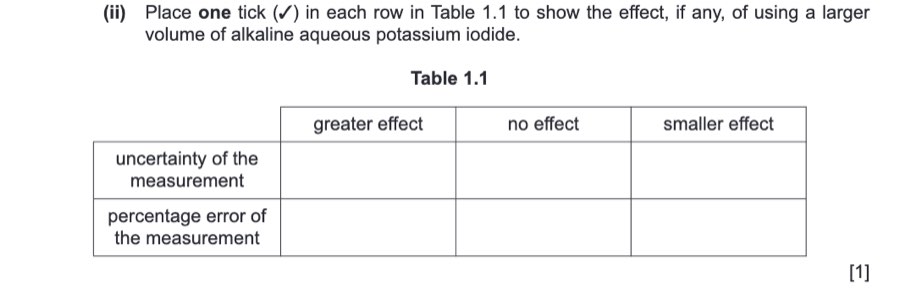 (ii) Place one tick (✓) in each row in Table 1.1 to show the effect, if any, of using a larger
volume of alkaline aqueous potassium iodide.
Table 1.1
greater effect no effect smaller effect
uncertainty of the
measurement
percentage error of
the measurement
[1]